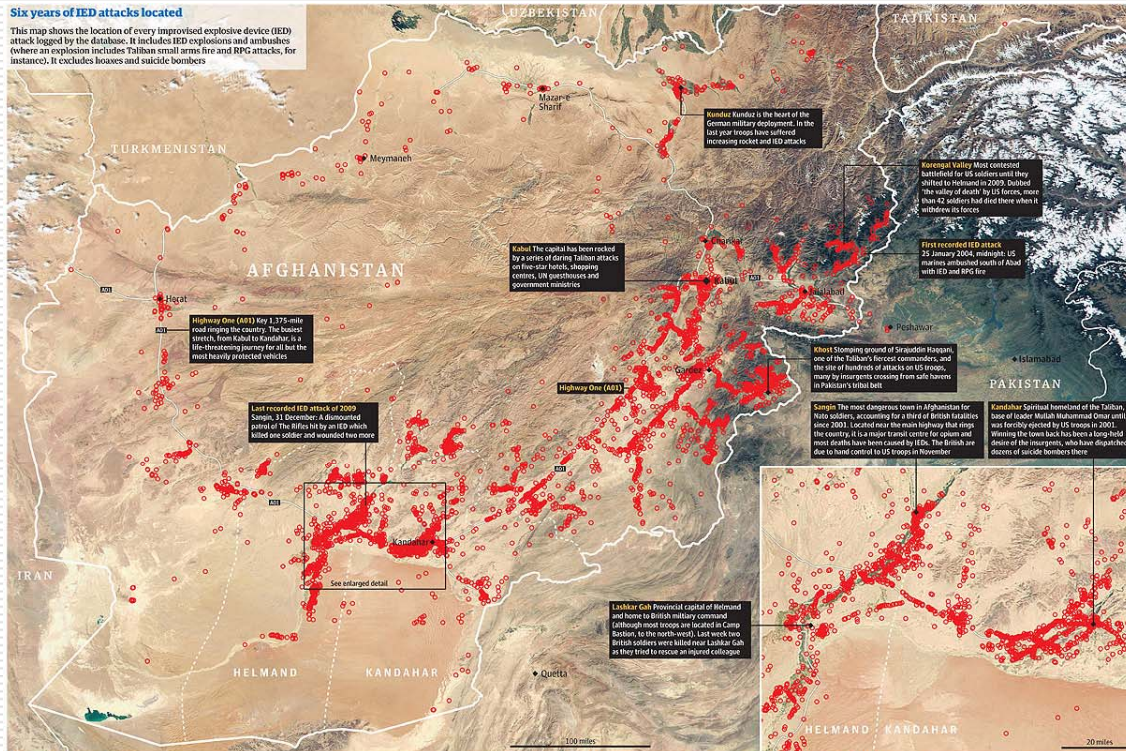 Six years of IED attacks located
This map shows the location of every improvised explosive device (IED)
attack logged by the database. It includes IED explosions and ambushes
(where an explosion includes Taliban small arms fire and RPG attacks, for
instance). It excludes hoaxes and suicide bombers
UZBEKISTAN
TAJIKISTAN
TURKMENISTAN
Mazar-e
Sharif
Meymaneh
Kunduz Kunduz is the heart of the
German military deployment. In the
last year troops have suffered
increasing rocket and IED attacks
Korengal Valley Most contested
battlefield for US soldiers until they
shifted to Helmand in 2009. Dubbed
'the valley of death' by US forces, more
than 42 soldiers had died there when it
withdrew its forces
Kabul The capital has been rocked
by a series of daring Taliban attacks
on five-star hotels, shopping
centres, UN guesthouses and
government ministries
First recorded IED attack
25 January 2004, midnight: US
marines ambushed south of Abad
with IED and RPG fire
AFGHANISTAN
Charikar
Kabul
A01
Jalalabad
A01
Herat
A01
Highway One (A01) Key 1,375-mile
road ringing the country. The busiest
stretch, from Kabul to Kandahar, is a
life-threatening journey for all but the
most heavily protected vehicles
Peshawar
Islamabad
PAKISTAN
Khost Stomping ground of Sirajuddin Haqqani,
one of the Taliban's fiercest commanders, and
the site of hundreds of attacks on US troops,
many by insurgents crossing from safe havens
in Pakistan's tribal belt
Gardez
Highway One (A01)
Last recorded IED attack of 2009
Sangin, 31 December: A dismounted
patrol of The Rifles hit by an IED which
killed one soldier and wounded two more
Sangin The most dangerous town in Afghanistan for
Nato soldiers, accounting for a third of British fatalities
since 2001. Located near the main highway that rings
the country, it is a major transit centre for opium and
most deaths have been caused by IEDs. The British are
due to hand control to US troops in November
Kandahar Spiritual homeland of the Taliban,
base of leader Mullah Muhammad Omar until
was forcibly ejected by US troops in 2001.
Winning the town back has been a long-held
desire of the insurgents, who have dispatched
dozens of suicide bombers there
A01
A01
Kandahar
See enlarged detail
IRAN
Lashkar Gah Provincial capital of Helmand
and home to British military command
(although most troops are located in Camp
Bastion, to the north-west). Last week two
British soldiers were killed near Lashkar Gah
as they tried to rescue an injured colleague
HELMAND
KANDAHAR
Quetta
100 miles
HELMAND
KANDAHAR
20 miles